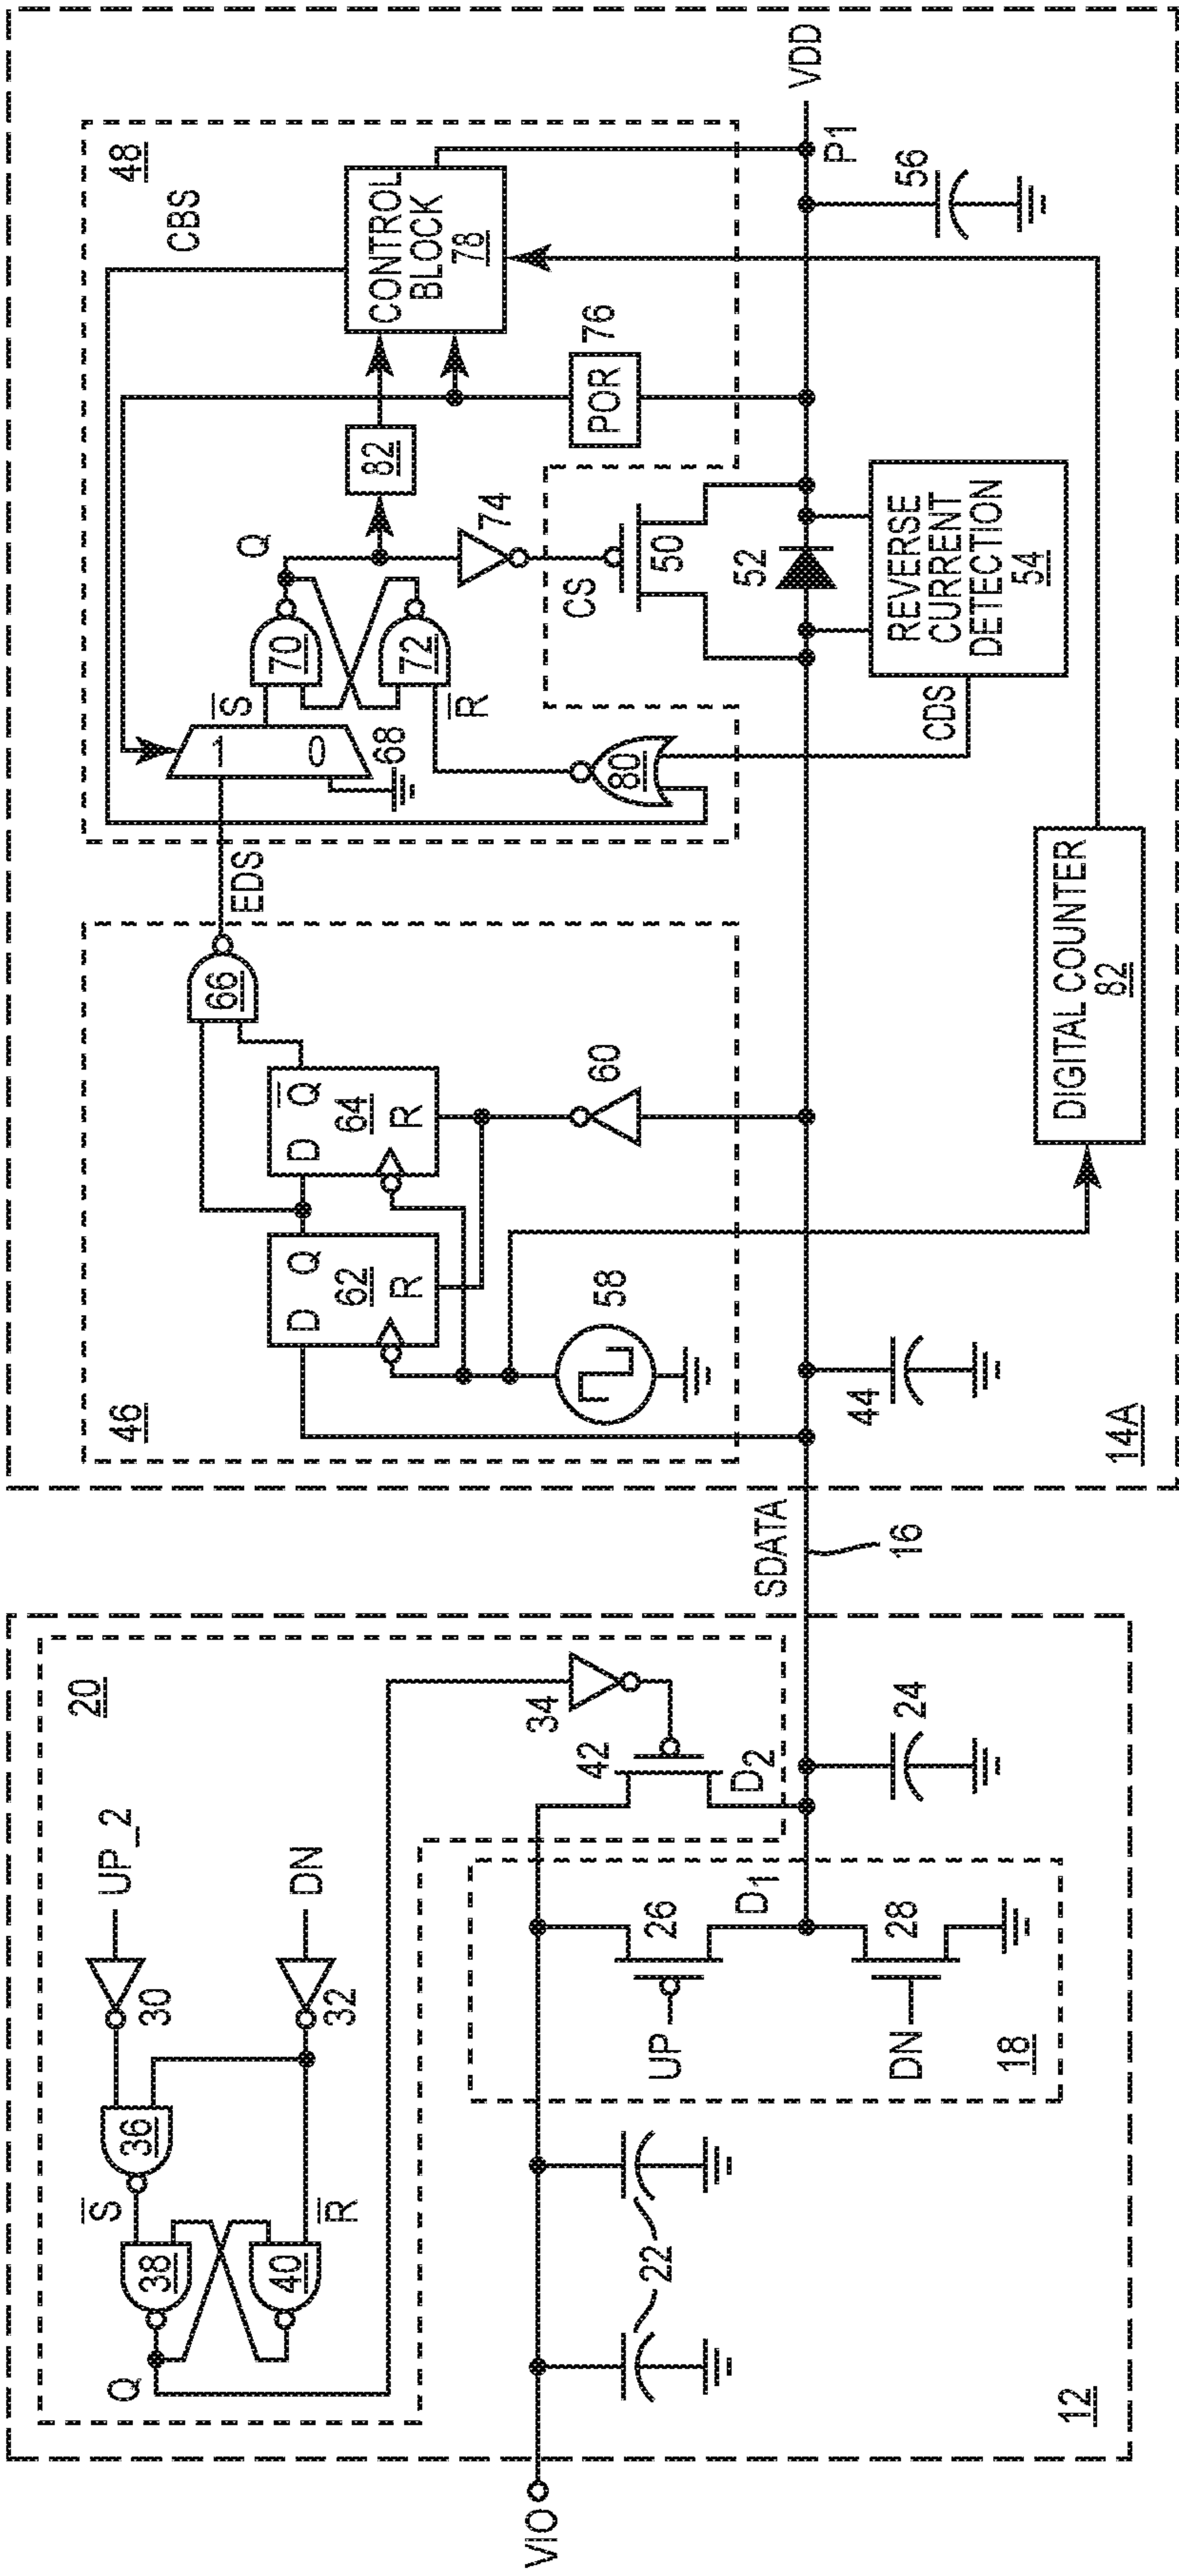 VIO
12
20
UP_2
DN
30
32
36
S
R
38
40
Q
34
42
D2
22
UP
26
D1
DN
28
18
24
SDATA
16
14A
46
D Q
62
R
D Q
64
R
66
58
60
44
EDS
48
CBS
S
1
0
68
70
72
R
Q
82
74
80
CS
50
52
CONTROL
BLOCK
78
POR
76
REVERSE
CURRENT
DETECTION
54
CDS
DIGITAL COUNTER
82
56
P1
VDD